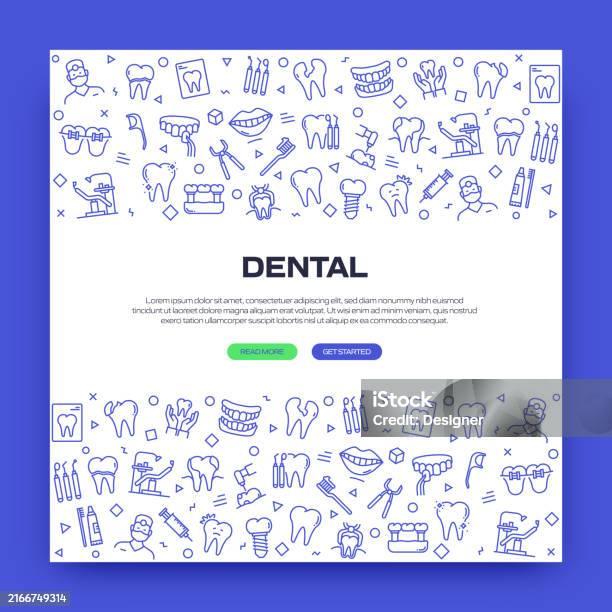 DENTAL
Lorem ipsum dolor sit amet, consectetuer adipiscing elit, sed diam nonummy nibh euismod
tincidunt ut laoreet dolore magna aliquam erat volutpat. Ut wisi enim ad minim veniam, quis nostrud
exerci tation ullamcorper suscipit lobortis nisl ut aliquip ex ea commodo consequat.
READ MORE
GET STARTED
iStock
Credit: Designer
2166749314